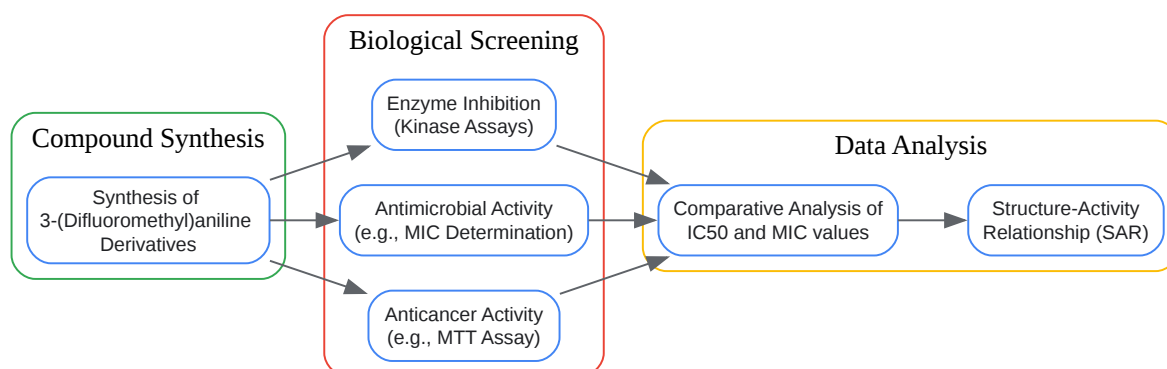 Compound Synthesis
Synthesis of
3-(Difluoromethyl)aniline
Derivatives
Biological Screening
Enzyme Inhibition
(Kinase Assays)
Antimicrobial Activity
(e.g., MIC Determination)
Anticancer Activity
(e.g., MTT Assay)
Data Analysis
Comparative Analysis of
IC50 and MIC values
Structure-Activity
Relationship (SAR)